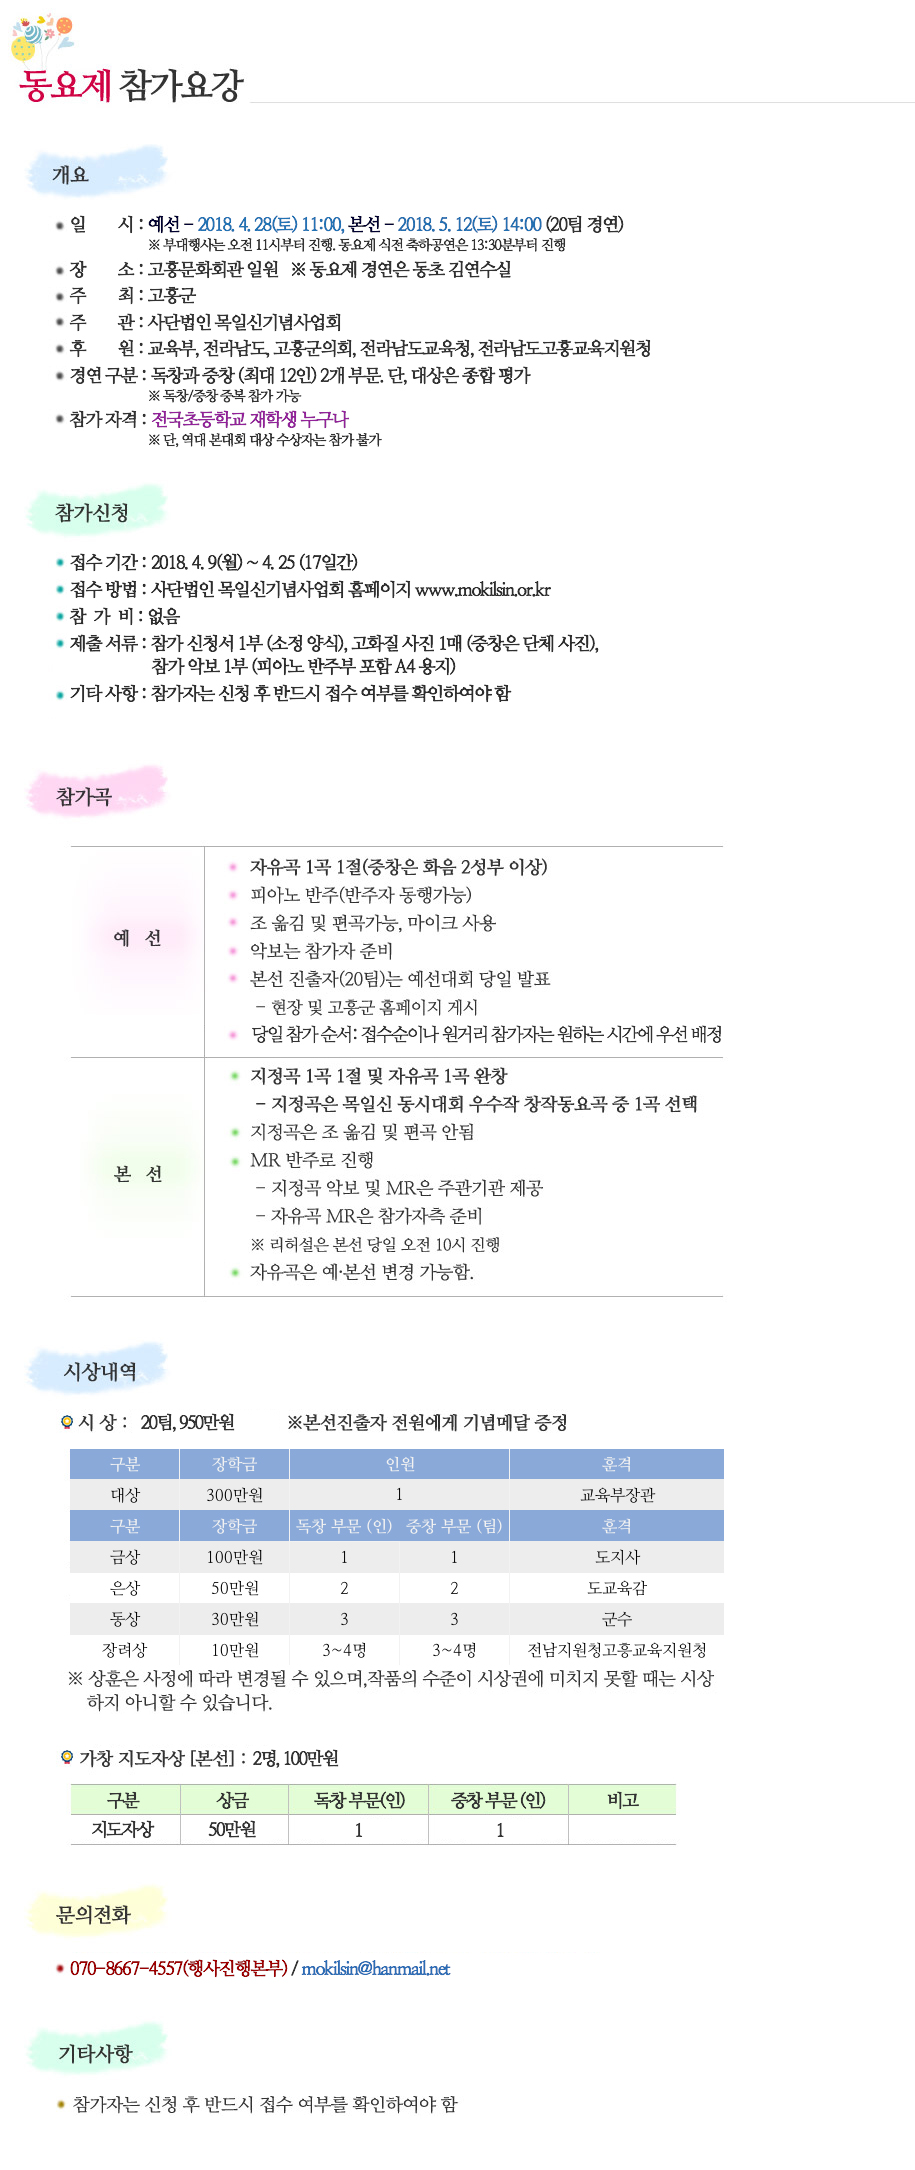 동요제 참가요강
개요
일 시 : 예선 - 2018. 4. 28(토) 11:00, 본선 - 2018. 5. 12(토) 14:00 (20팀 경연)
※ 부대행사는 오전 11시부터 진행. 동요제 식전 축하공연은 13:30분부터 진행
장 소 : 고흥문화회관 일원 ※ 동요제 경연은 동초 김연수실
주 최 : 고흥군
주 관 : 사단법인 목일신기념사업회
후 원 : 교육부, 전라남도, 고흥군의회, 전라남도교육청, 전라남도고흥교육지원청
경연 구분 : 독창과 중창 (최대 12인) 2개 부문. 단, 대상은 종합 평가
※ 독창/중창 중복 참가 가능
참가 자격 : 전국초등학교 재학생 누구나
※ 단, 역대 본대회 대상 수상자는 참가 불가
참가신청
접수 기간 : 2018. 4. 9(월) ~ 4. 25 (17일간)
접수 방법 : 사단법인 목일신기념사업회 홈페이지 www.mokilsin.or.kr
참 가 비 : 없음
제출 서류 : 참가 신청서 1부 (소정 양식), 고화질 사진 1매 (중창은 단체 사진),
참가 악보 1부 (피아노 반주부 포함 A4 용지)
기타 사항 : 참가자는 신청 후 반드시 접수 여부를 확인하여야 함
참가곡
예 선
자유곡 1곡 1절(중창은 화음 2성부 이상)
피아노 반주(반주자 동행가능)
조 옮김 및 편곡가능, 마이크 사용
악보는 참가자 준비
본선 진출자(20팀)는 예선대회 당일 발표
- 현장 및 고흥군 홈페이지 게시
당일 참가 순서: 접수순이나 원거리 참가자는 원하는 시간에 우선 배정
본 선
지정곡 1곡 1절 및 자유곡 1곡 완창
- 지정곡은 목일신 동시대회 우수작 창작동요곡 중 1곡 선택
지정곡은 조 옮김 및 편곡 안됨
MR 반주로 진행
- 지정곡 악보 및 MR은 주관기관 제공
- 자유곡 MR은 참가자측 준비
※ 리허설은 본선 당일 오전 10시 진행
자유곡은 예·본선 변경 가능함.
시상내역
시 상 : 20팀, 950만원 ※본선진출자 전원에게 기념메달 증정
구분 장학금 인원 훈격
대상 300만원 1 교육부장관
구분 장학금 독창 부문 (인) 중창 부문 (팀) 훈격
금상 100만원 1 1 도지사
은상 50만원 2 2 도교육감
동상 30만원 3 3 군수
장려상 10만원 3~4명 3~4명 전남지원청고흥교육지원청
※ 상훈은 사정에 따라 변경될 수 있으며,작품의 수준이 시상권에 미치지 못할 때는 시상
하지 아니할 수 있습니다.
가창 지도자상 [본선] : 2명, 100만원
구분 상금 독창 부문(인) 중창 부문 (인) 비고
지도자상 50만원 1 1
문의전화
070-8667-4557(행사진행본부) / mokilsin@hanmail.net
기타사항
참가자는 신청 후 반드시 접수 여부를 확인하여야 함